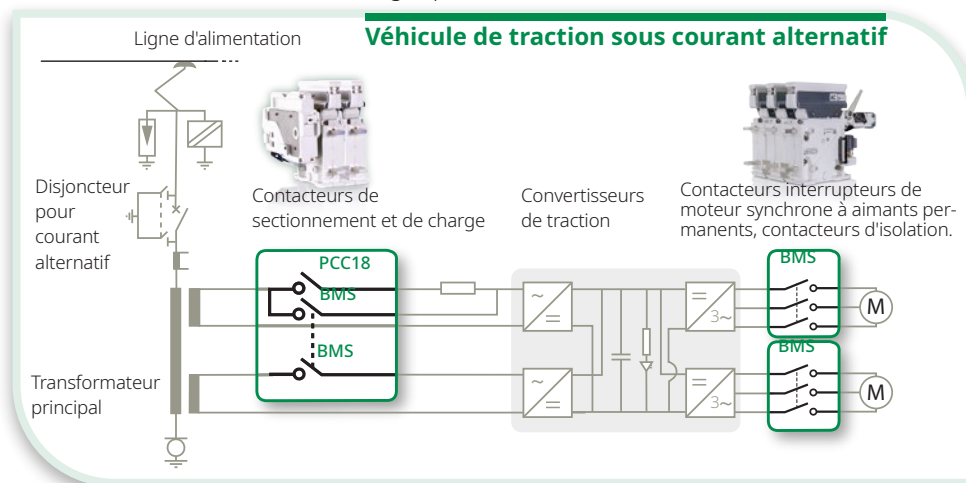 Véhicule de traction sous courant alternatif
Ligne d'alimentation
Disjoncteur
pour
courant
alternatif
Contacteurs de
sectionnement et de charge
Convertisseurs
de traction
Contacteurs interrupteurs de
moteur synchrone à aimants per-
manents, contacteurs d'isolation.
PCC18
BMS
BMS
BMS
BMS
~
=
=
3~
M
~
=
=
3~
M
Transformateur
principal